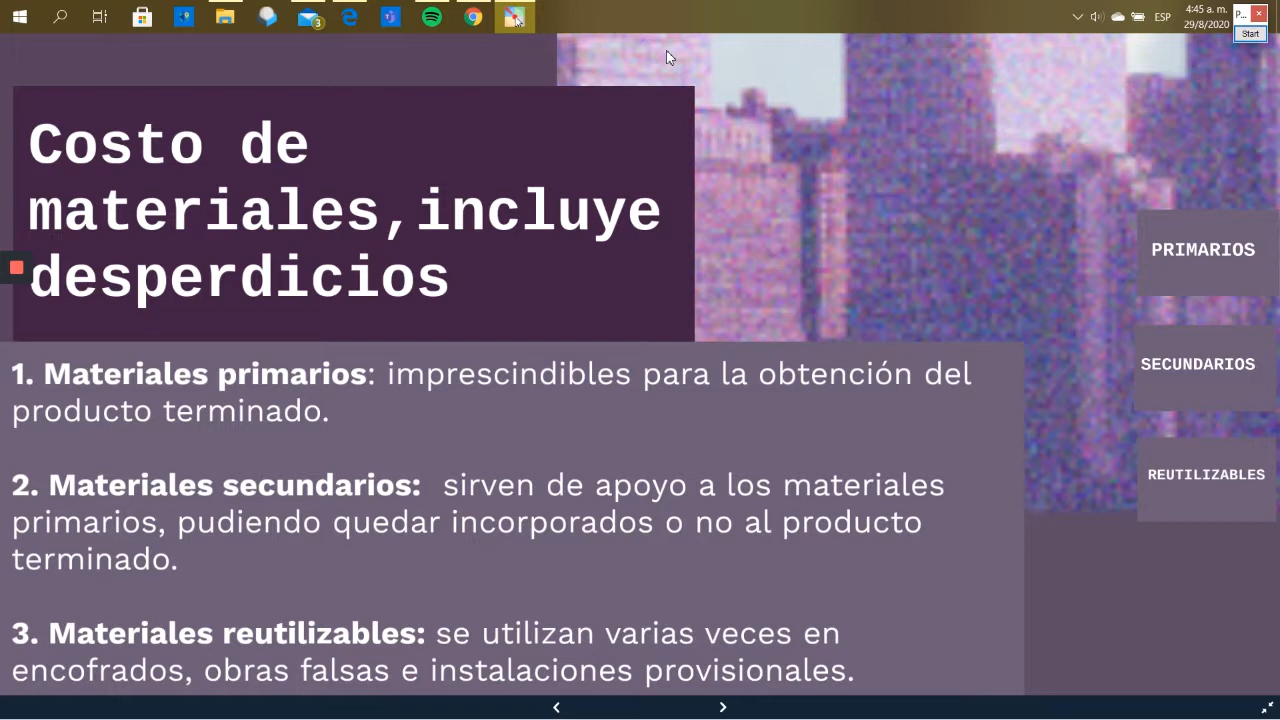 3
ESP
4:45 a. m.
29/8/2020
P...
Start
Costo de
materiales,incluye
desperdicios
PRIMARIOS
SECUNDARIOS
REUTILIZABLES
1. Materiales primarios: imprescindibles para la obtención del
producto terminado.
2. Materiales secundarios:  sirven de apoyo a los materiales
primarios, pudiendo quedar incorporados o no al producto
terminado.
3. Materiales reutilizables: se utilizan varias veces en
encofrados, obras falsas e instalaciones provisionales.